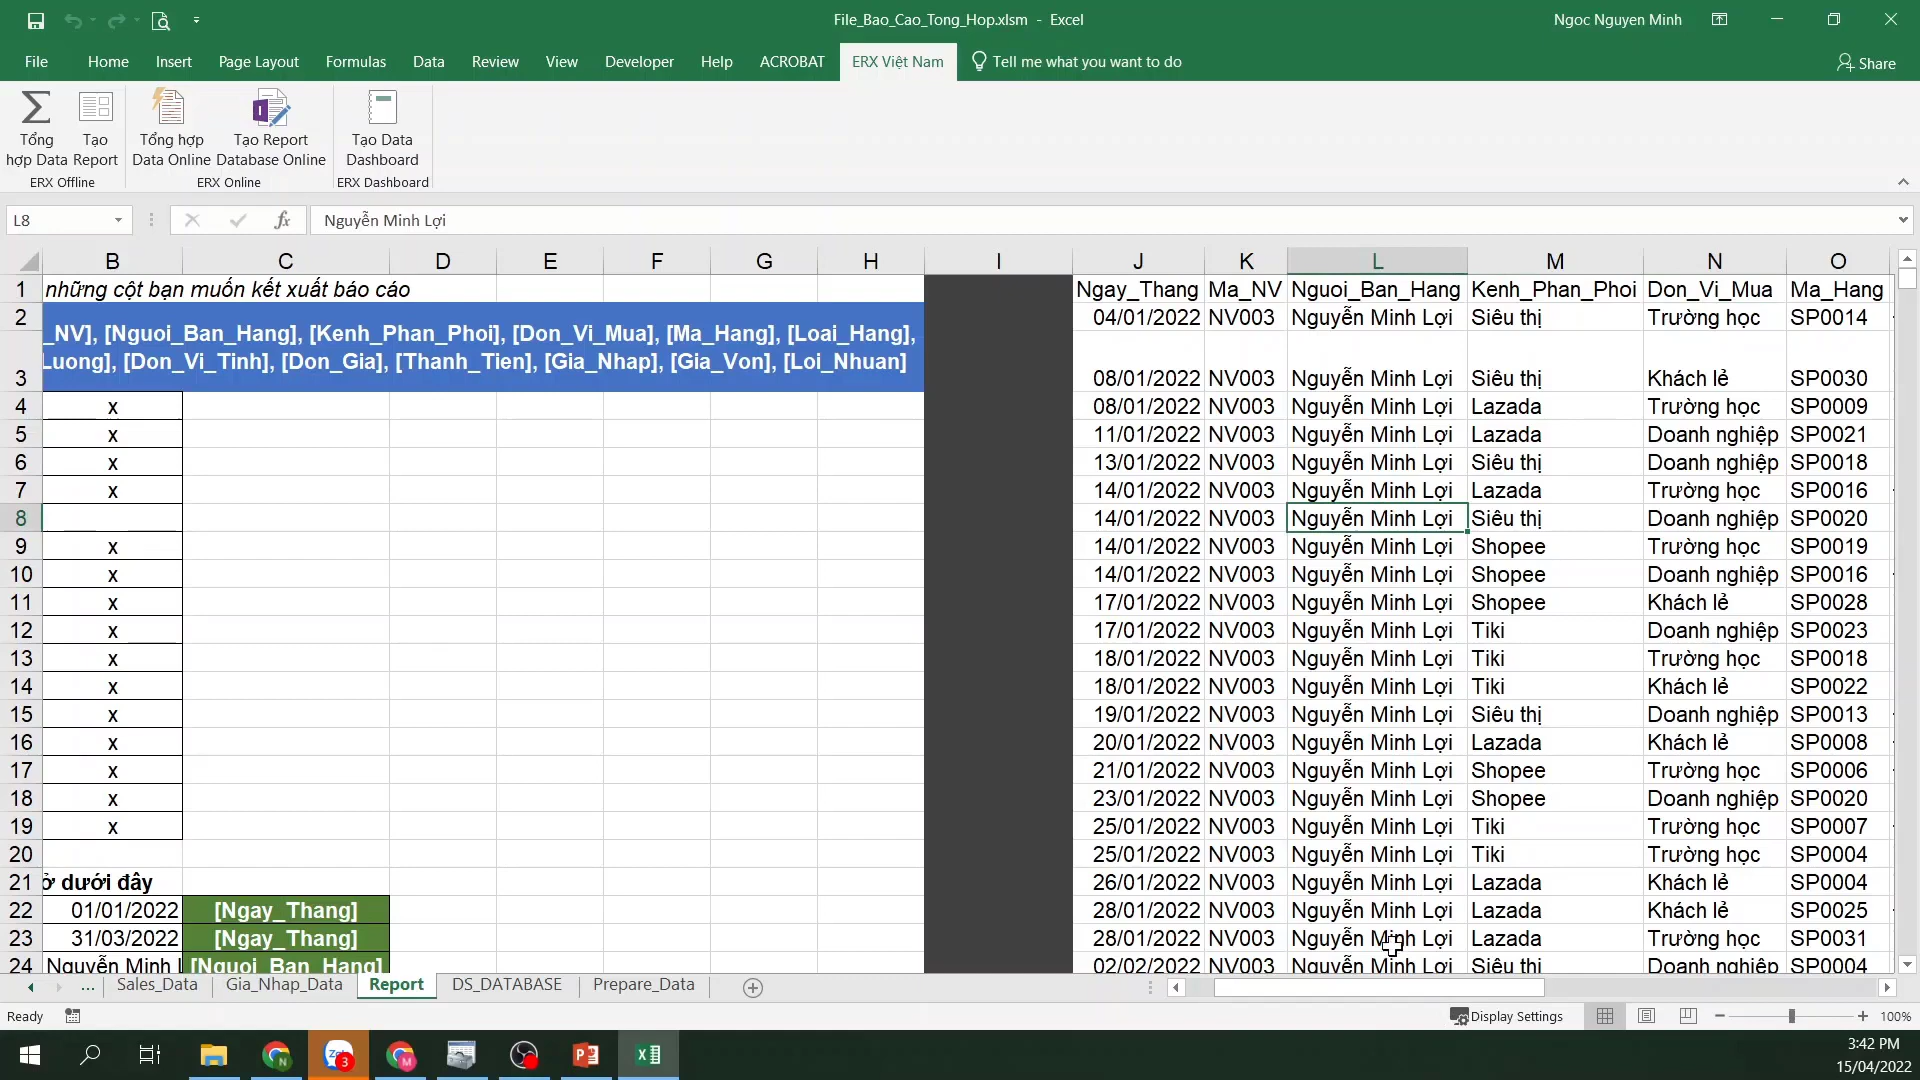 File_Bao_Cao_Tong_Hop.xlsm - Excel
Ngoc Nguyen Minh
File Home Insert Page Layout Formulas Data Review View Developer Help ACROBAT ERX Việt Nam Tell me what you want to do Share
Tổng hợp Data
Tạo Report
Tổng hợp Data Online
Tạo Report Database Online
Tạo Data Dashboard
ERX Offline ERX Online ERX Dashboard
L8 fx Nguyễn Minh Lợi
B C D E F G H I J K L M N O
1 những cột bạn muốn kết xuất báo cáo Ngay_Thang Ma_NV Nguoi_Ban_Hang Kenh_Phan_Phoi Don_Vi_Mua Ma_Hang
2 _NV], [Nguoi_Ban_Hang], [Kenh_Phan_Phoi], [Don_Vi_Mua], [Ma_Hang], [Loai_Hang], 04/01/2022 NV003 Nguyễn Minh Lợi Siêu thị Trường học SP0014
3 Luong], [Don_Vi_Tinh], [Don_Gia], [Thanh_Tien], [Gia_Nhap], [Gia_Von], [Loi_Nhuan] 08/01/2022 NV003 Nguyễn Minh Lợi Siêu thị Khách lẻ SP0030
4 x 08/01/2022 NV003 Nguyễn Minh Lợi Lazada Trường học SP0009
5 x 11/01/2022 NV003 Nguyễn Minh Lợi Lazada Doanh nghiệp SP0021
6 x 13/01/2022 NV003 Nguyễn Minh Lợi Siêu thị Doanh nghiệp SP0018
7 x 14/01/2022 NV003 Nguyễn Minh Lợi Lazada Trường học SP0016
8 14/01/2022 NV003 Nguyễn Minh Lợi Siêu thị Doanh nghiệp SP0020
9 x 14/01/2022 NV003 Nguyễn Minh Lợi Shopee Trường học SP0019
10 x 14/01/2022 NV003 Nguyễn Minh Lợi Shopee Doanh nghiệp SP0016
11 x 17/01/2022 NV003 Nguyễn Minh Lợi Shopee Khách lẻ SP0028
12 x 17/01/2022 NV003 Nguyễn Minh Lợi Tiki Doanh nghiệp SP0023
13 x 18/01/2022 NV003 Nguyễn Minh Lợi Tiki Trường học SP0018
14 x 18/01/2022 NV003 Nguyễn Minh Lợi Tiki Khách lẻ SP0022
15 x 19/01/2022 NV003 Nguyễn Minh Lợi Siêu thị Doanh nghiệp SP0013
16 x 20/01/2022 NV003 Nguyễn Minh Lợi Lazada Khách lẻ SP0008
17 x 21/01/2022 NV003 Nguyễn Minh Lợi Shopee Trường học SP0006
18 x 23/01/2022 NV003 Nguyễn Minh Lợi Shopee Doanh nghiệp SP0020
19 x 25/01/2022 NV003 Nguyễn Minh Lợi Tiki Trường học SP0007
20 25/01/2022 NV003 Nguyễn Minh Lợi Tiki Trường học SP0004
21 ở dưới đây 26/01/2022 NV003 Nguyễn Minh Lợi Lazada Khách lẻ SP0004
22 01/01/2022 [Ngay_Thang] 28/01/2022 NV003 Nguyễn Minh Lợi Lazada Khách lẻ SP0025
23 31/03/2022 [Ngay_Thang] 28/01/2022 NV003 Nguyễn Minh Lợi Lazada Trường học SP0031
24 Nguyễn Minh L [Nguoi_Ban_Hang] 02/02/2022 NV003 Nguyễn Minh Lợi Siêu thị Doanh nghiệp SP0004
... Sales_Data Gia_Nhap_Data Report DS_DATABASE Prepare_Data
Ready Display Settings 100%
3:42 PM
15/04/2022